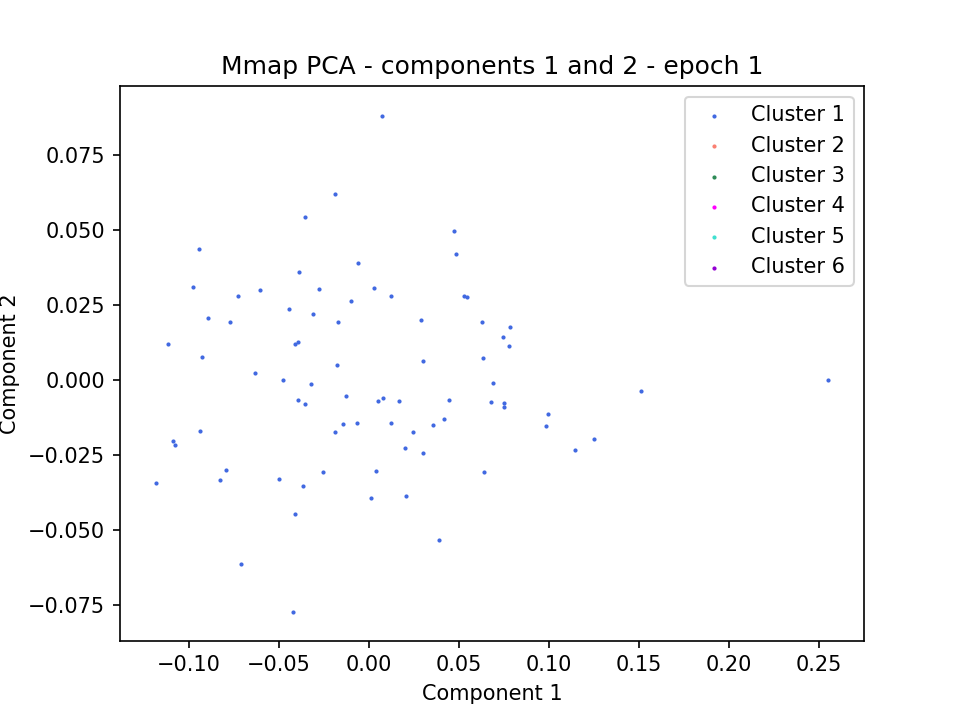 Mmap PCA - components 1 and 2 - epoch 1
Cluster 1
Cluster 2
Cluster 3
Cluster 4
Cluster 5
Cluster 6
Component 2
0.075
0.050
0.025
0.000
−0.025
−0.050
−0.075
−0.10 −0.05 0.00 0.05 0.10 0.15 0.20 0.25
Component 1